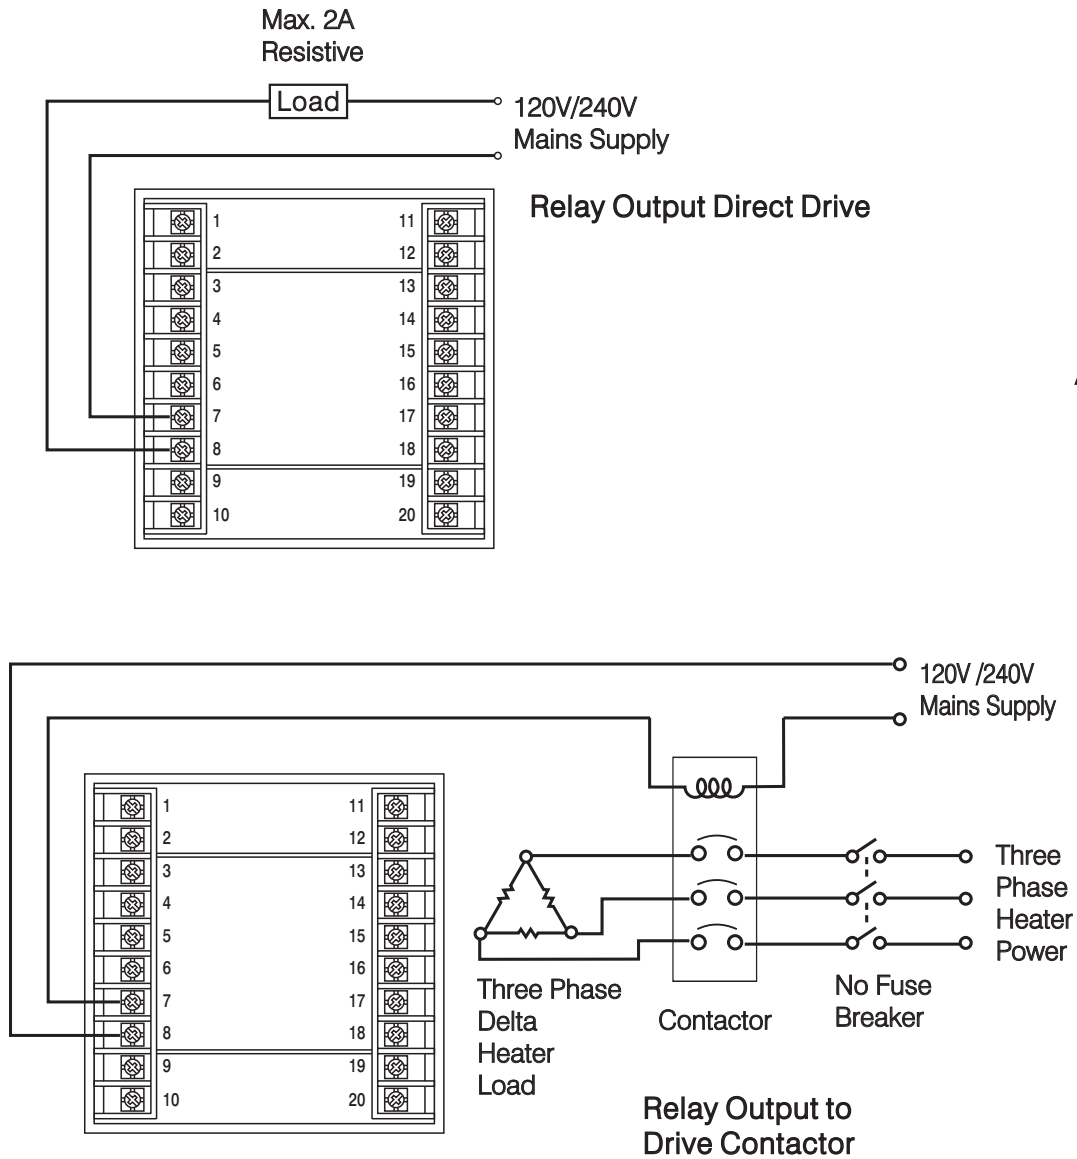 Max. 2A
Resistive
Load
120V/240V
Mains Supply
Relay Output Direct Drive
1 11
2 12
3 13
4 14
5 15
6 16
7 17
8 18
9 19
10 20
120V /240V
Mains Supply
1 11
2 12
3 13
4 14
5 15
6 16
7 17
8 18
9 19
10 20
Three
Phase
Heater
Power
No Fuse
Breaker
Contactor
Three Phase
Delta
Heater
Load
Relay Output to
Drive Contactor